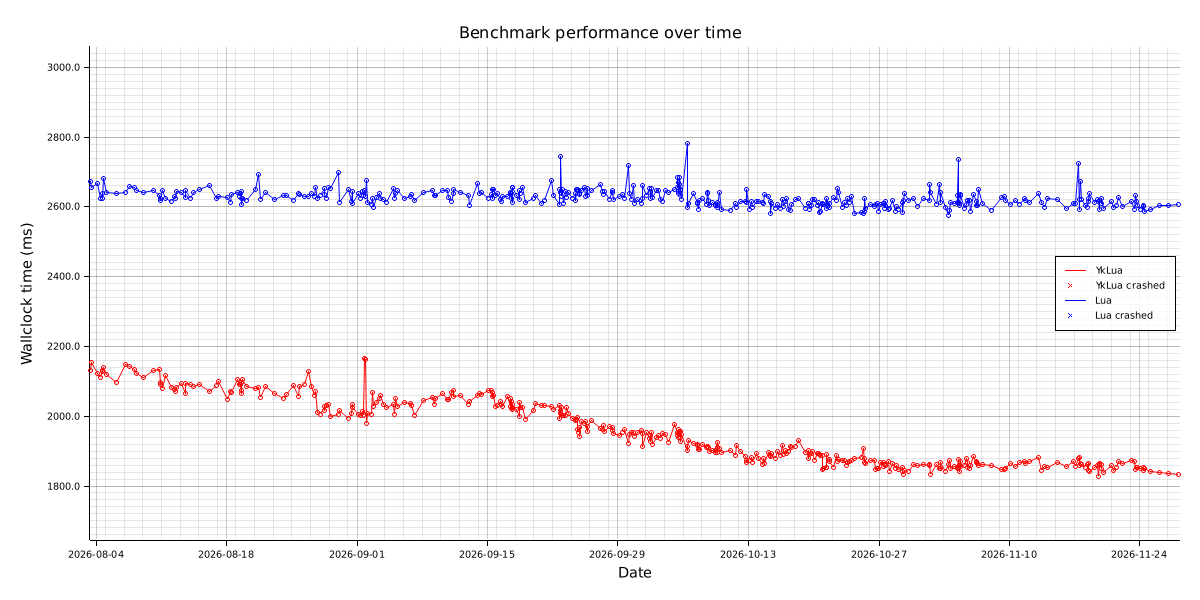 Benchmark performance over time
3000.0
2800.0
2600.0
2400.0
2200.0
2000.0
1800.0
Wallclock time (ms)
YkLua
YkLua crashed
Lua
Lua crashed
2026-08-04 2026-08-18 2026-09-01 2026-09-15 2026-09-29 2026-10-13 2026-10-27 2026-11-10 2026-11-24
Date